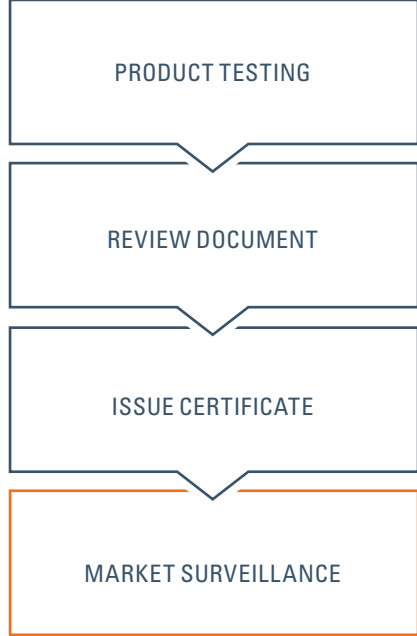 PRODUCT TESTING
REVIEW DOCUMENT
ISSUE CERTIFICATE
MARKET SURVEILLANCE